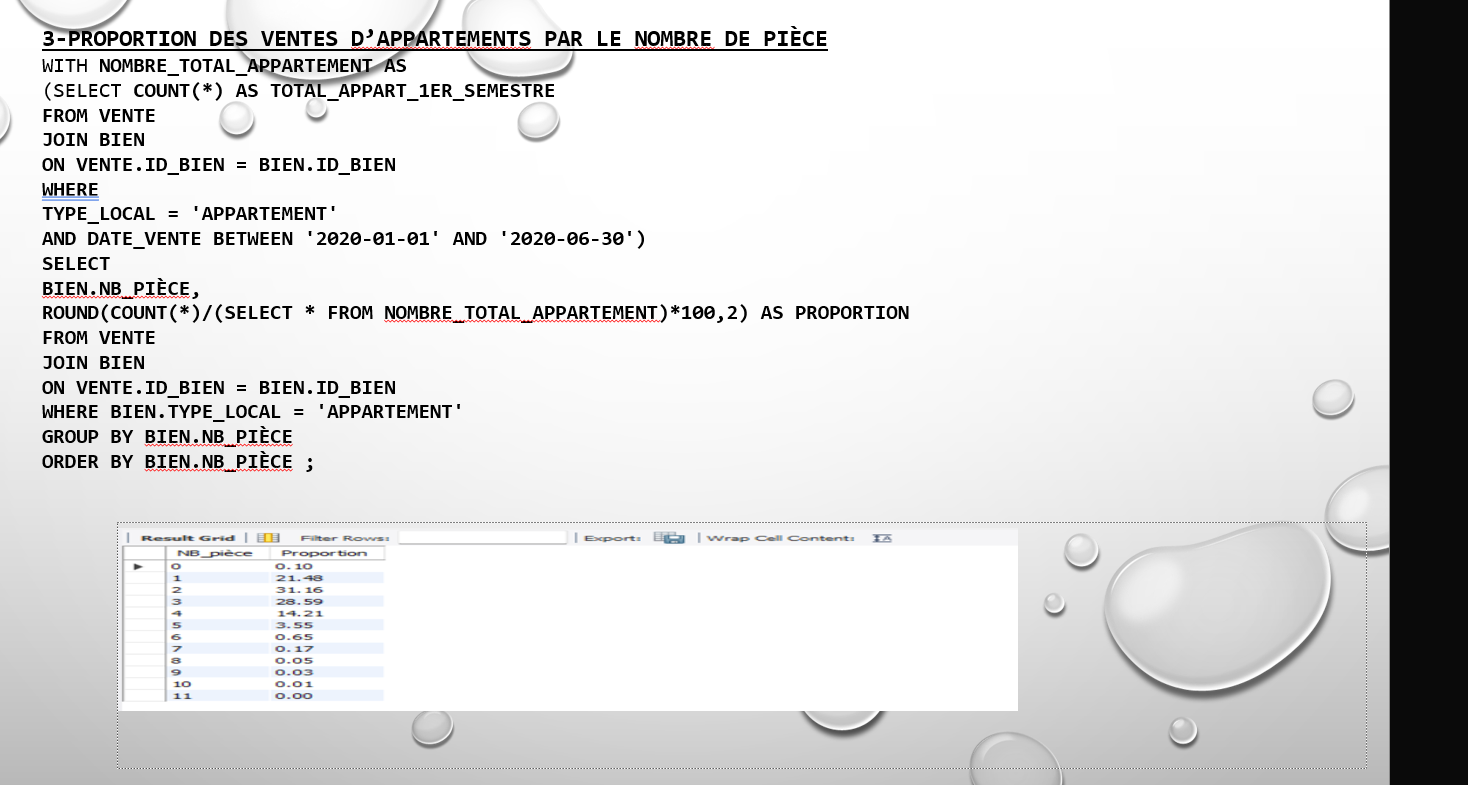 3-PROPORTION DES VENTES D’APPARTEMENTS PAR LE NOMBRE DE PIÈCE
WITH NOMBRE_TOTAL_APPARTEMENT AS
(SELECT COUNT(*) AS TOTAL_APPART_1ER_SEMESTRE
FROM VENTE
JOIN BIEN
ON VENTE.ID_BIEN = BIEN.ID_BIEN
WHERE
TYPE_LOCAL = 'APPARTEMENT'
AND DATE_VENTE BETWEEN '2020-01-01' AND '2020-06-30')
SELECT
BIEN.NB_PIÈCE,
ROUND(COUNT(*)/(SELECT * FROM NOMBRE_TOTAL_APPARTEMENT)*100,2) AS PROPORTION
FROM VENTE
JOIN BIEN
ON VENTE.ID_BIEN = BIEN.ID_BIEN
WHERE BIEN.TYPE_LOCAL = 'APPARTEMENT'
GROUP BY BIEN.NB_PIÈCE
ORDER BY BIEN.NB_PIÈCE ;
Result Grid Filter Rows: Export: Wrap Cell Content: IA
NB_pièce Proportion
0 0.10
1 21.48
2 31.16
3 28.59
4 14.21
5 3.55
6 0.65
7 0.17
8 0.05
9 0.03
10 0.01
11 0.00